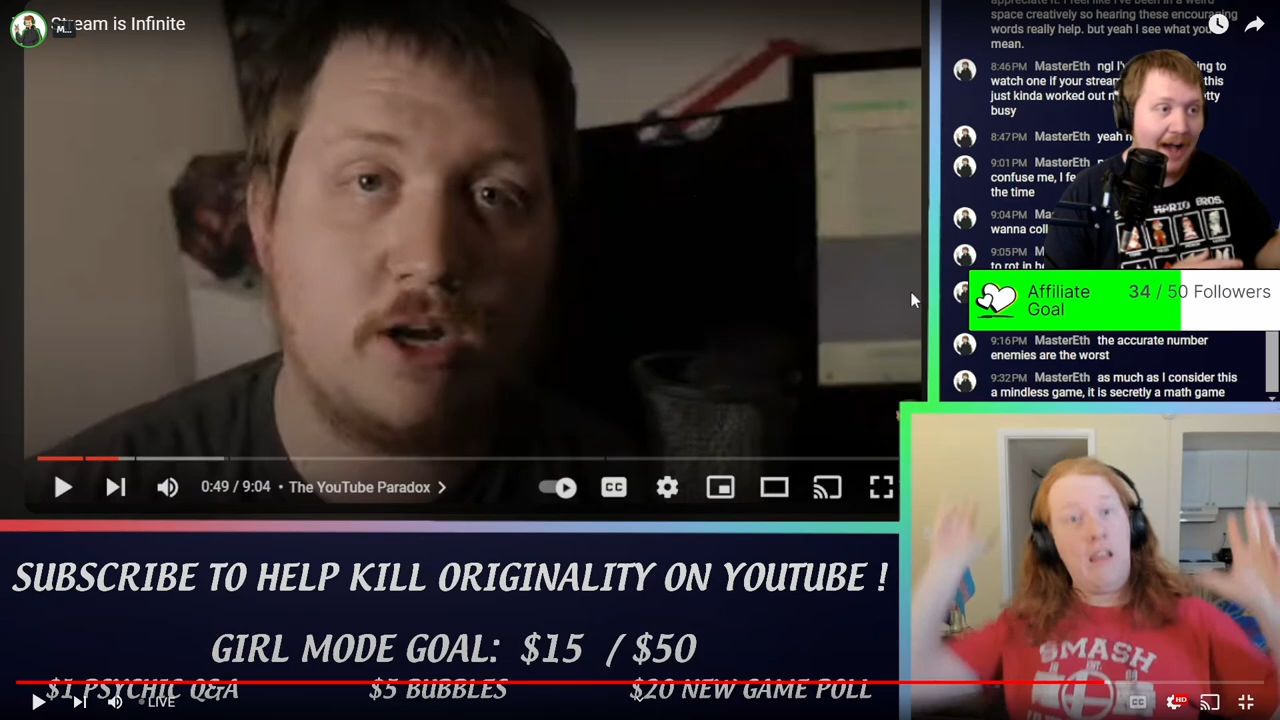 Stream is Infinite
M...
appreciate it. I feel like I've been in a weird
space creatively so hearing these encouraging
words really help. but yeah I see what you
mean.
8:46PM MasterEth ngl I'
watch one if your stream this
just kinda worked out
busy
8:47PM MasterEth yeah
9:01PM MasterEth
confuse me, I
the time
9:04PM
wanna
9:05PM
to rot in
MARIO BROS.
Affiliate
Goal
34 / 50 Followers
9:16PM MasterEth the accurate number
enemies are the worst
9:32PM MasterEth as much as I consider this
a mindless game, it is secretly a math game
0:49 / 9:04 • The YouTube Paradox
CC
SUBSCRIBE TO HELP KILL ORIGINALITY ON YOUTUBE !
GIRL MODE GOAL: $15 / $50
$1 PSYCHIC Q&A
$5 BUBBLES
$20 NEW GAME POLL
SMASH
LIVE
CC
HD